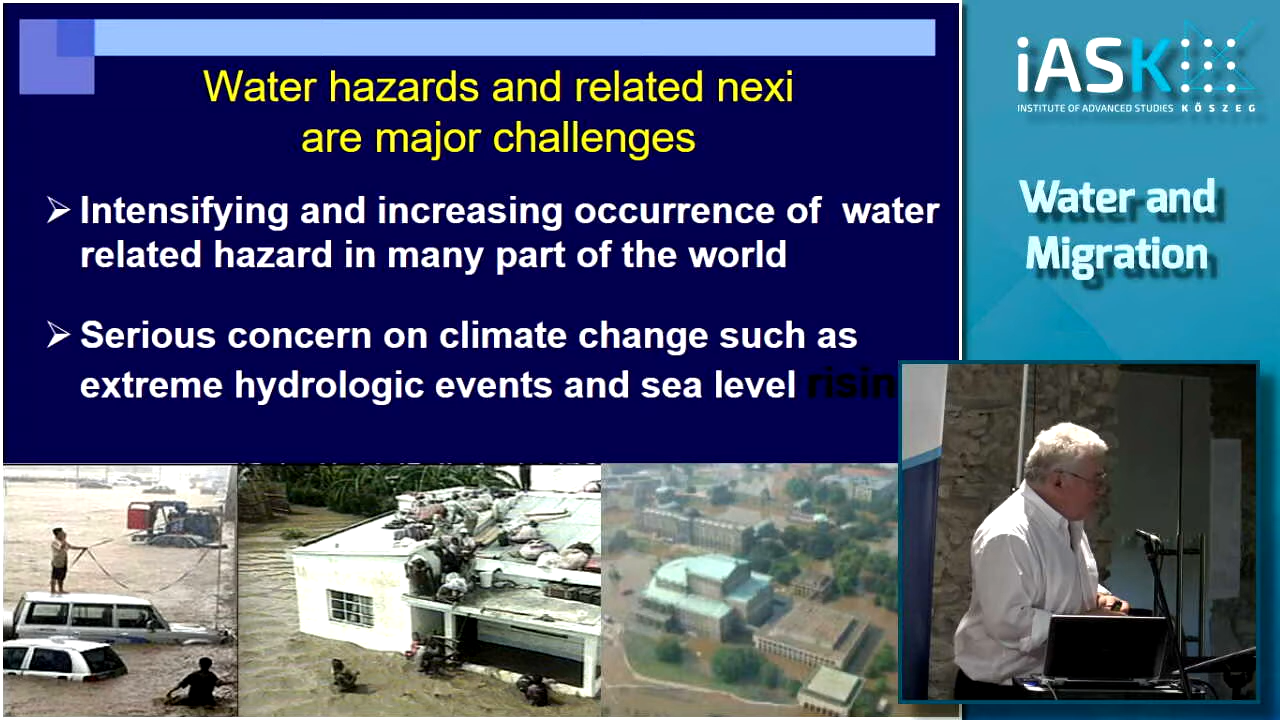 Water hazards and related nexi
are major challenges
Intensifying and increasing occurrence of water
related hazard in many part of the world
Serious concern on climate change such as
extreme hydrologic events and sea level risin
iASK
INSTITUTE OF ADVANCED STUDIES KŐSZEG
Water and
Migration